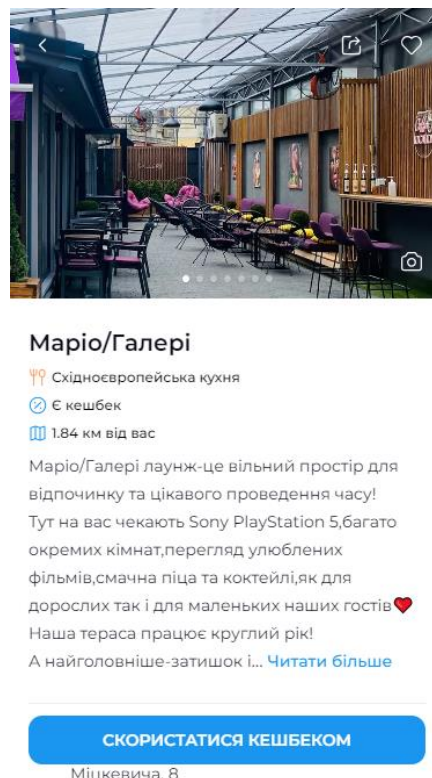 Маріо/Галері
Східноєвропейська кухня
Є кешбек
1.84 км від вас
Маріо/Галері лаунж-це вільний простір для
відпочинку та цікавого проведення часу!
Тут на вас чекають Sony PlayStation 5,багато
окремих кімнат,перегляд улюблених
фільмів,смачна піца та коктейлі,як для
дорослих так і для маленьких наших гостів❤️
Наша тераса працює круглий рік!
А найголовніше-затишок і... Читати більше
СКОРИСТАТИСЯ КЕШБЕКОМ
Міцкевича, 8